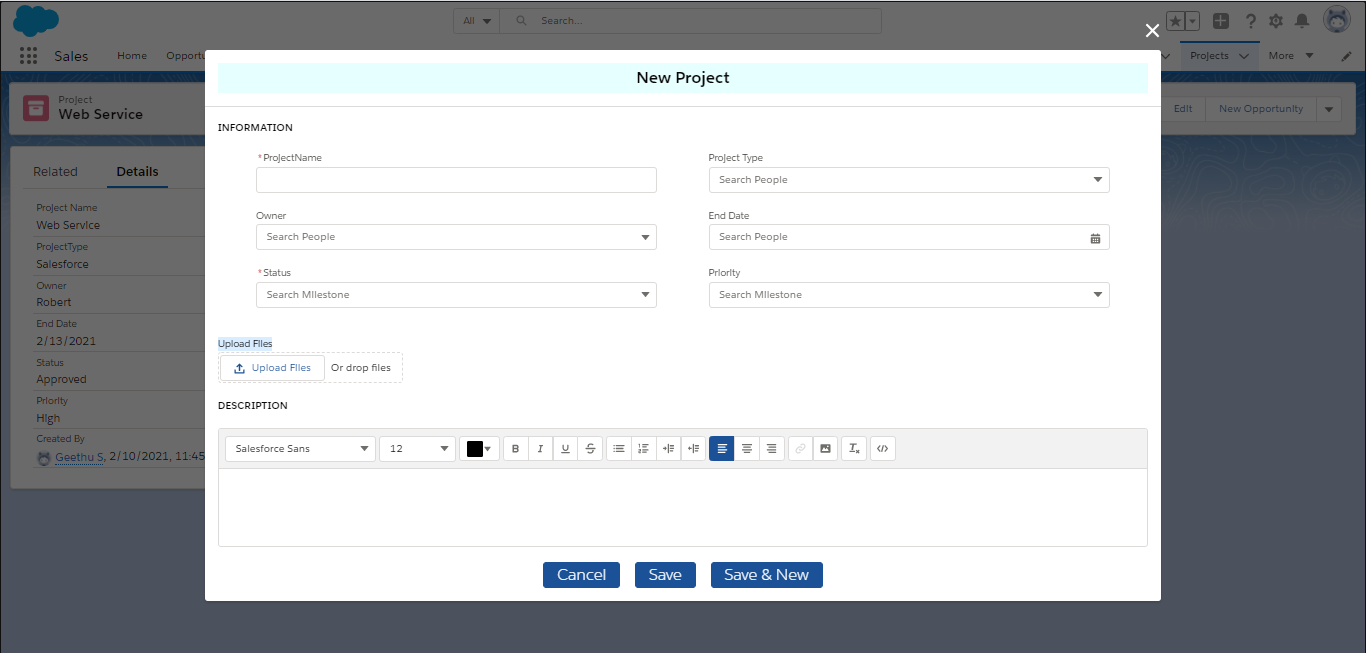 All
Search...
Sales
Home
Opportu
Projects
More
Project
Web Service
Edit
New Opportunity
Related
Details
Project Name
Web Service
ProjectType
Salesforce
Owner
Robert
End Date
2/13/2021
Status
Approved
Priority
High
Created By
Geethu S, 2/10/2021, 11:45
New Project
INFORMATION
*ProjectName
Project Type
Search People
Owner
Search People
End Date
Search People
*Status
Search Milestone
Priority
Search Milestone
Upload Files
Upload Files
Or drop files
DESCRIPTION
Salesforce Sans
12
B
I
U
S
Cancel
Save
Save & New